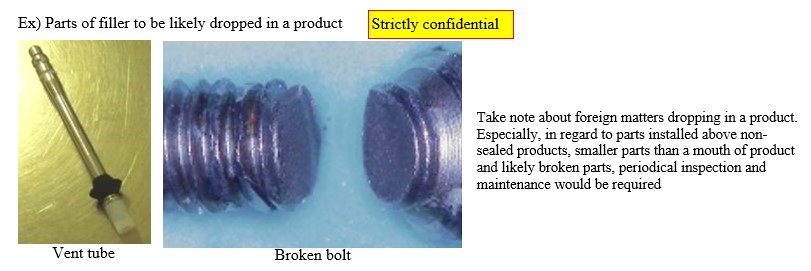 Ex) Parts of filler to be likely dropped in a product
Strictly confidential
Take note about foreign matters dropping in a product.
Especially, in regard to parts installed above non-
sealed products, smaller parts than a mouth of product
and likely broken parts, periodical inspection and
maintenance would be required
Vent tube
Broken bolt